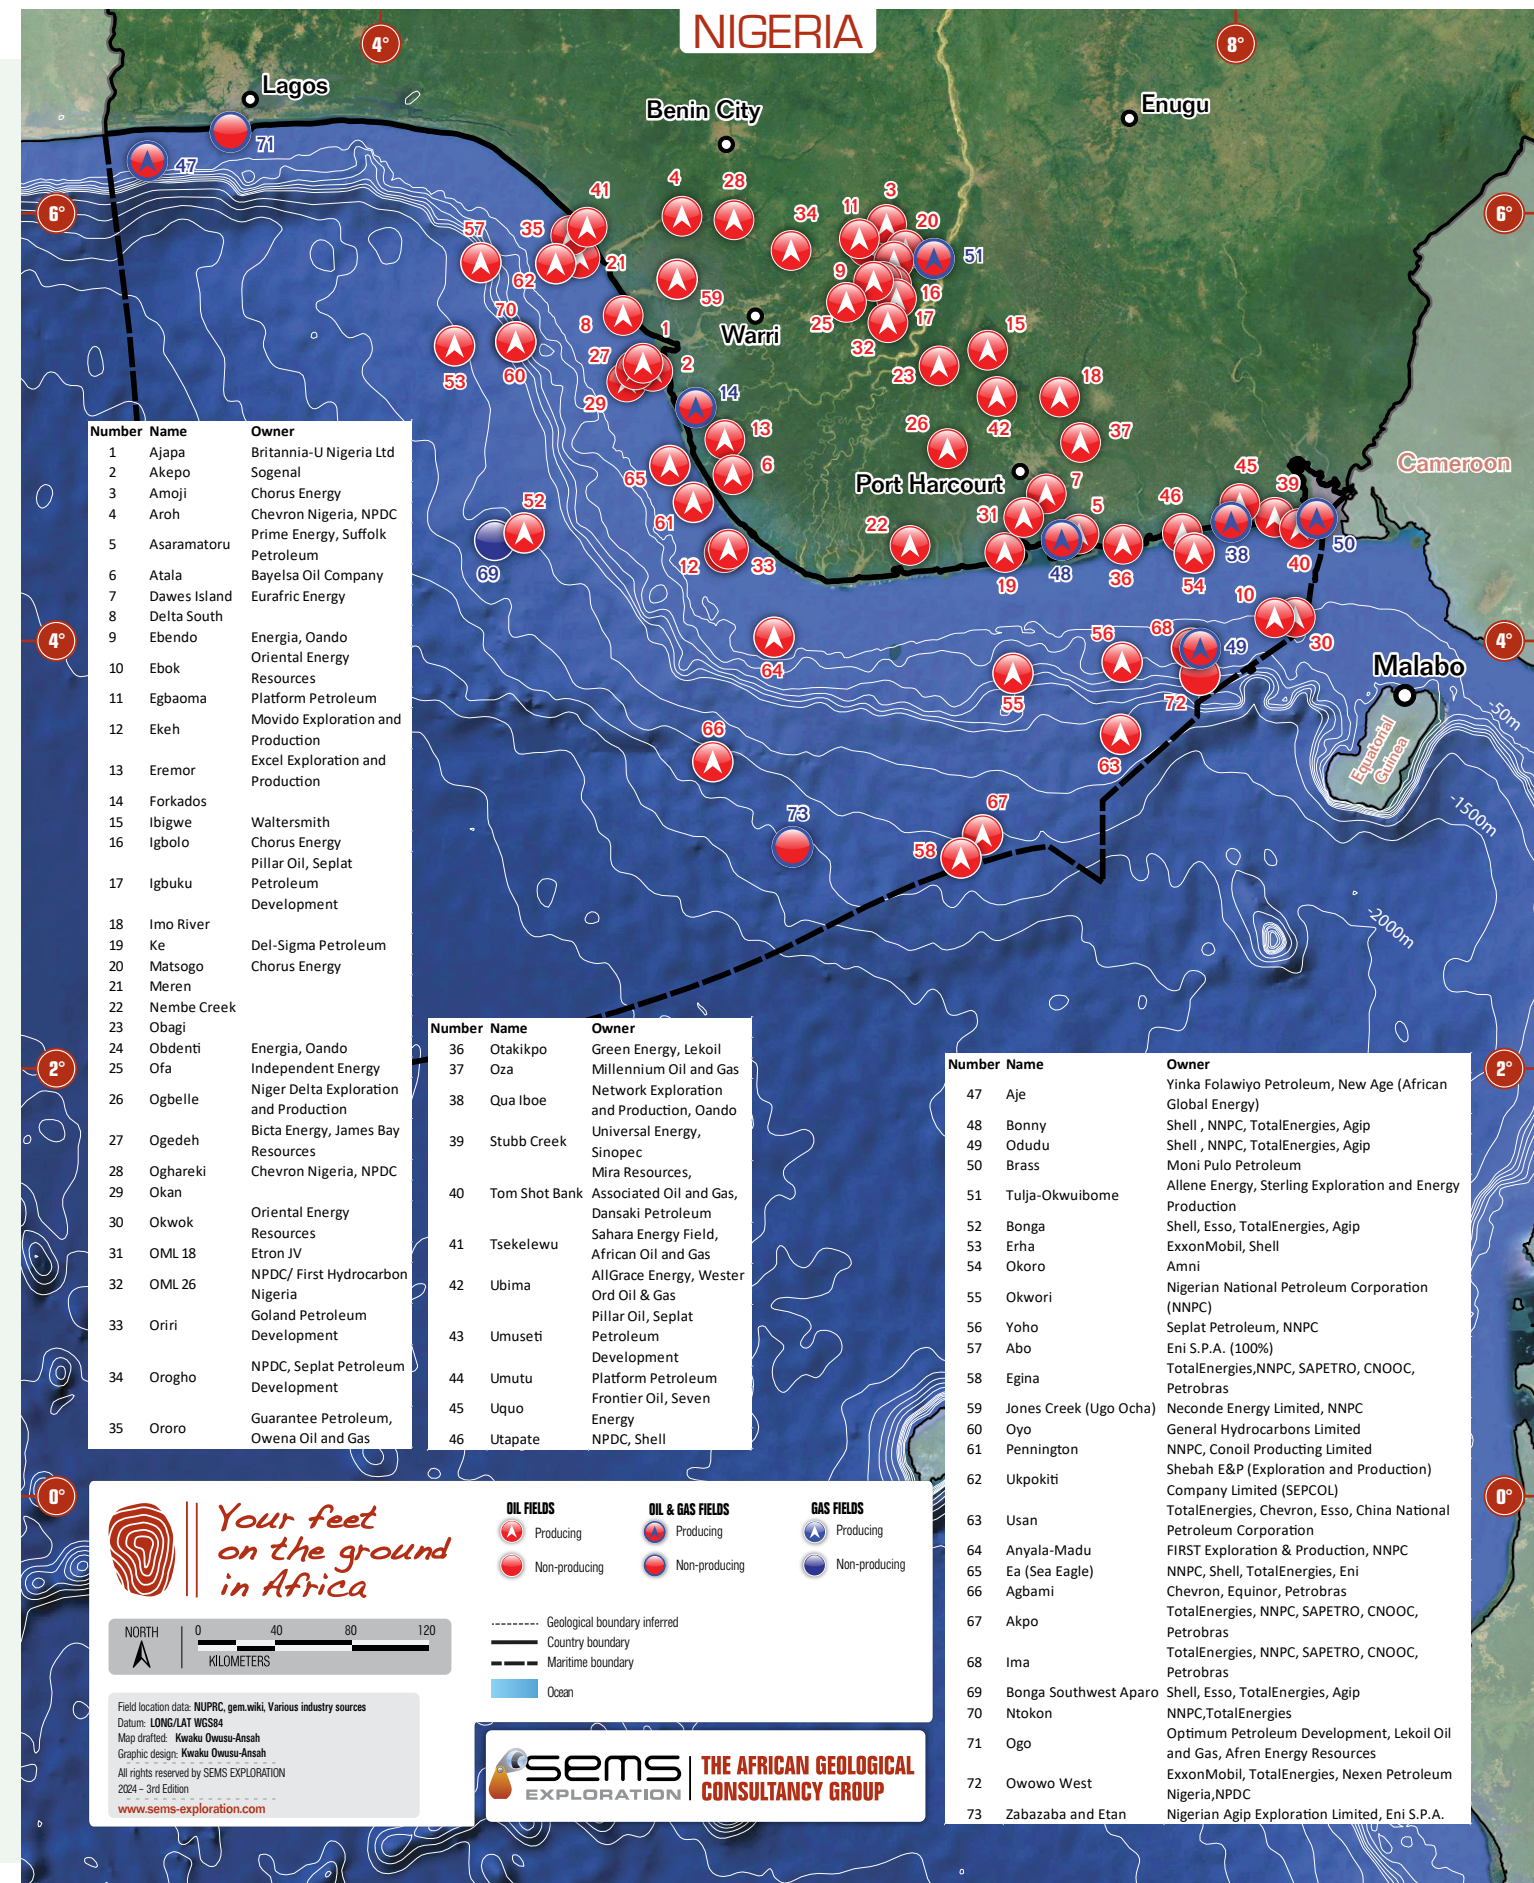 NIGERIA
4°
8°
Lagos
Benin City
Enugu
71
47
6°
6°
4
28
41
3
34
11
20
57
35
51
21
62
9
59
16
70
8
25
17
1
Warri
15
32
27
2
53
60
23
18
29
14
26
42
37
13
Cameroon
65
6
45
Port Harcourt
7
39
52
46
61
31
5
22
50
38
69
12
33
19
48
36
54
40
10
56
68
49
30
4°
4°
64
Malabo
55
72
-50m
66
Equatorial
Guinea
63
67
-1500m
73
58
-2000m
2°
2°
0°
0°
Number Name Owner
1 Ajapa Britannia-U Nigeria Ltd
2 Akepo Sogenal
3 Amoji Chorus Energy
4 Aroh Chevron Nigeria, NPDC
5 Asaramatoru Prime Energy, Suffolk
Petroleum
6 Atala Bayelsa Oil Company
7 Dawes Island Eurafric Energy
8 Delta South
9 Ebendo Energia, Oando
10 Ebok Oriental Energy
Resources
11 Egbaoma Platform Petroleum
12 Ekeh Movido Exploration and
Production
13 Eremor Excel Exploration and
Production
14 Forkados
15 Ibigwe Waltersmith
16 Igbolo Chorus Energy
17 Igbuku Pillar Oil, Seplat
Petroleum
Development
18 Imo River
19 Ke Del-Sigma Petroleum
20 Matsogo Chorus Energy
21 Meren
22 Nembe Creek
23 Obagi
24 Obdenti Energia, Oando
25 Ofa Independent Energy
26 Ogbelle Niger Delta Exploration
and Production
27 Ogedeh Bicta Energy, James Bay
Resources
28 Oghareki Chevron Nigeria, NPDC
29 Okan
30 Okwok Oriental Energy
Resources
31 OML 18 Etron JV
32 OML 26 NPDC/ First Hydrocarbon
Nigeria
33 Oriri Goland Petroleum
Development
34 Orogho NPDC, Seplat Petroleum
Development
35 Ororo Guarantee Petroleum,
Owena Oil and Gas
Number Name Owner
36 Otakikpo Green Energy, Lekoil
37 Oza Millennium Oil and Gas
38 Qua Iboe Network Exploration
and Production, Oando
39 Stubb Creek Universal Energy,
Sinopec
40 Tom Shot Bank Mira Resources,
Associated Oil and Gas,
Dansaki Petroleum
41 Tsekelewu Sahara Energy Field,
African Oil and Gas
42 Ubima AllGrace Energy, Wester
Ord Oil & Gas
43 Umuseti Pillar Oil, Seplat
Petroleum
Development
44 Umutu Platform Petroleum
45 Uquo Frontier Oil, Seven
Energy
46 Utapate NPDC, Shell
Number Name Owner
47 Aje Yinka Folawiyo Petroleum, New Age (African
Global Energy)
48 Bonny Shell , NNPC, TotalEnergies, Agip
49 Odudu Shell , NNPC, TotalEnergies, Agip
50 Brass Moni Pulo Petroleum
51 Tulja-Okwuibome Allene Energy, Sterling Exploration and Energy
Production
52 Bonga Shell, Esso, TotalEnergies, Agip
53 Erha ExxonMobil, Shell
54 Okoro Amni
55 Okwori Nigerian National Petroleum Corporation
(NNPC)
56 Yoho Seplat Petroleum, NNPC
57 Abo Eni S.P.A. (100%)
58 Egina TotalEnergies,NNPC, SAPETRO, CNOOC,
Petrobras
59 Jones Creek (Ugo Ocha) Neconde Energy Limited, NNPC
60 Oyo General Hydrocarbons Limited
61 Pennington NNPC, Conoil Producting Limited
62 Ukpokiti Shebah E&P (Exploration and Production)
Company Limited (SEPCOL)
63 Usan TotalEnergies, Chevron, Esso, China National
Petroleum Corporation
64 Anyala-Madu FIRST Exploration & Production, NNPC
65 Ea (Sea Eagle) NNPC, Shell, TotalEnergies, Eni
66 Agbami Chevron, Equinor, Petrobras
67 Akpo TotalEnergies, NNPC, SAPETRO, CNOOC,
Petrobras
68 Ima TotalEnergies, NNPC, SAPETRO, CNOOC,
Petrobras
69 Bonga Southwest Aparo Shell, Esso, TotalEnergies, Agip
70 Ntokon NNPC,TotalEnergies
71 Ogo Optimum Petroleum Development, Lekoil Oil
and Gas, Afren Energy Resources
72 Owowo West ExxonMobil, TotalEnergies, Nexen Petroleum
Nigeria,NPDC
73 Zabazaba and Etan Nigerian Agip Exploration Limited, Eni S.P.A.
Your feet
on the ground
in Africa
OIL FIELDS
Producing
Non-producing
OIL & GAS FIELDS
Producing
Non-producing
GAS FIELDS
Producing
Non-producing
NORTH
0 40 80 120
KILOMETERS
Geological boundary inferred
Country boundary
Maritime boundary
Ocean
Field location data: NUPRC, gem.wiki, Various industry sources
Datum: LONG/LAT WGS84
Map drafted: Kwaku Owusu-Ansah
Graphic design: Kwaku Owusu-Ansah
All rights reserved by SEMS EXPLORATION
2024 – 3rd Edition
www.sems-exploration.com
sems
EXPLORATION
THE AFRICAN GEOLOGICAL
CONSULTANCY GROUP